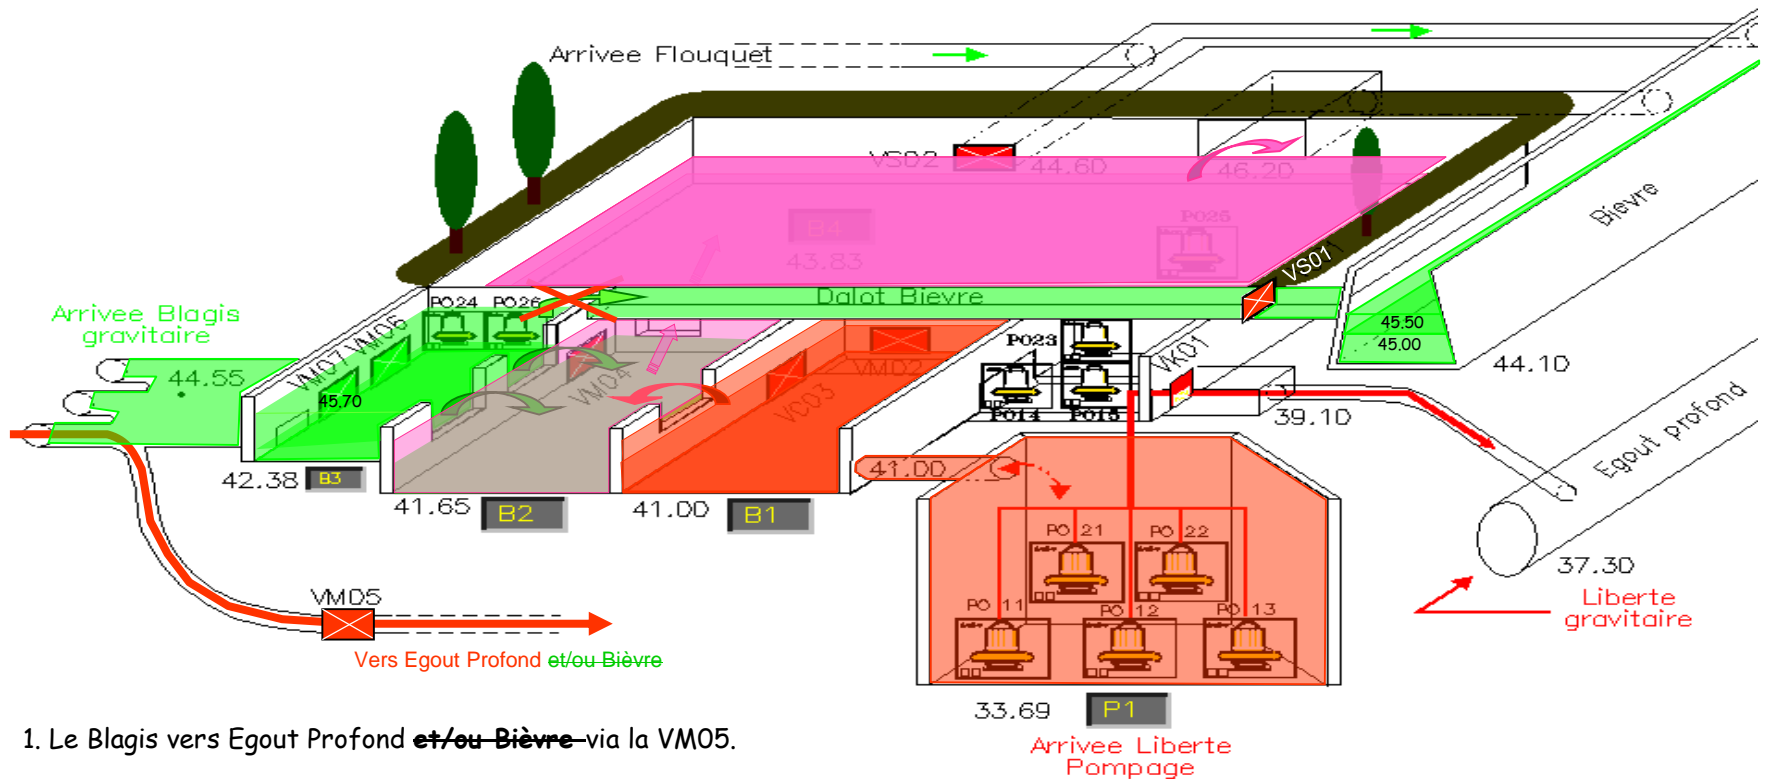 Arrivee Flouquet
VS02
44.60
46.20
Bievre
B4
43.83
PO25
VS01
Dalot Bievre
PO24 PO26
Arrivee Blagis
gravitaire
VM07 VM06
44.55
45.70
VM04
VC03
VM02
PO23
PO14 PO15
VK01
45.50
45.00
44.10
39.10
Egout profond
42.38 B3
41.65 B2
41.00 B1
41.00
PO 21
PO 22
PO 11
PO 12
PO 13
37.30
Liberte
gravitaire
VM05
Vers Egout Profond et/ou Bièvre
33.69 P1
1. Le Blagis vers Egout Profond et/ou Bièvre via la VM05.
Arrivee Liberte
Pompage